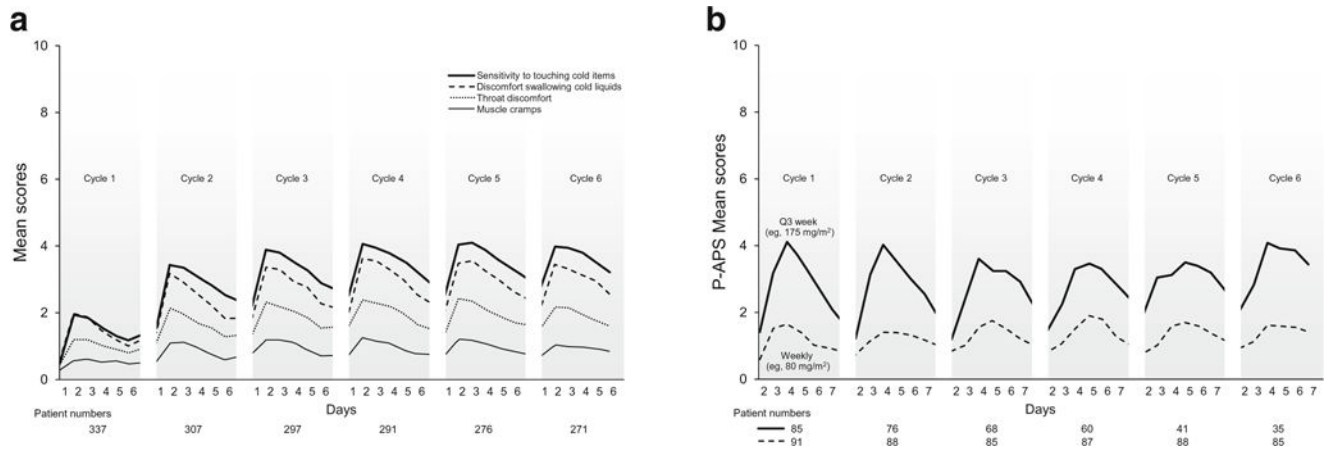 a
10
8
6
4
2
0
Mean scores
Sensitivity to touching cold items
Discomfort swallowing cold liquids
Throat discomfort
Muscle cramps
Cycle 1
Cycle 2
Cycle 3
Cycle 4
Cycle 5
Cycle 6
1 2 3 4 5 6
1 2 3 4 5 6
1 2 3 4 5 6
1 2 3 4 5 6
1 2 3 4 5 6
1 2 3 4 5 6
Days
Patient numbers
337 307 297 291 276 271
b
10
8
6
4
2
0
P-APS Mean scores
Cycle 1
Cycle 2
Cycle 3
Cycle 4
Cycle 5
Cycle 6
Q3 week
(eg, 175 mg/m²)
Weekly
(eg, 80 mg/m²)
2 3 4 5 6 7
2 3 4 5 6 7
2 3 4 5 6 7
2 3 4 5 6 7
2 3 4 5 6 7
2 3 4 5 6 7
Days
Patient numbers
85 76 68 60 41 35
91 88 85 87 88 85